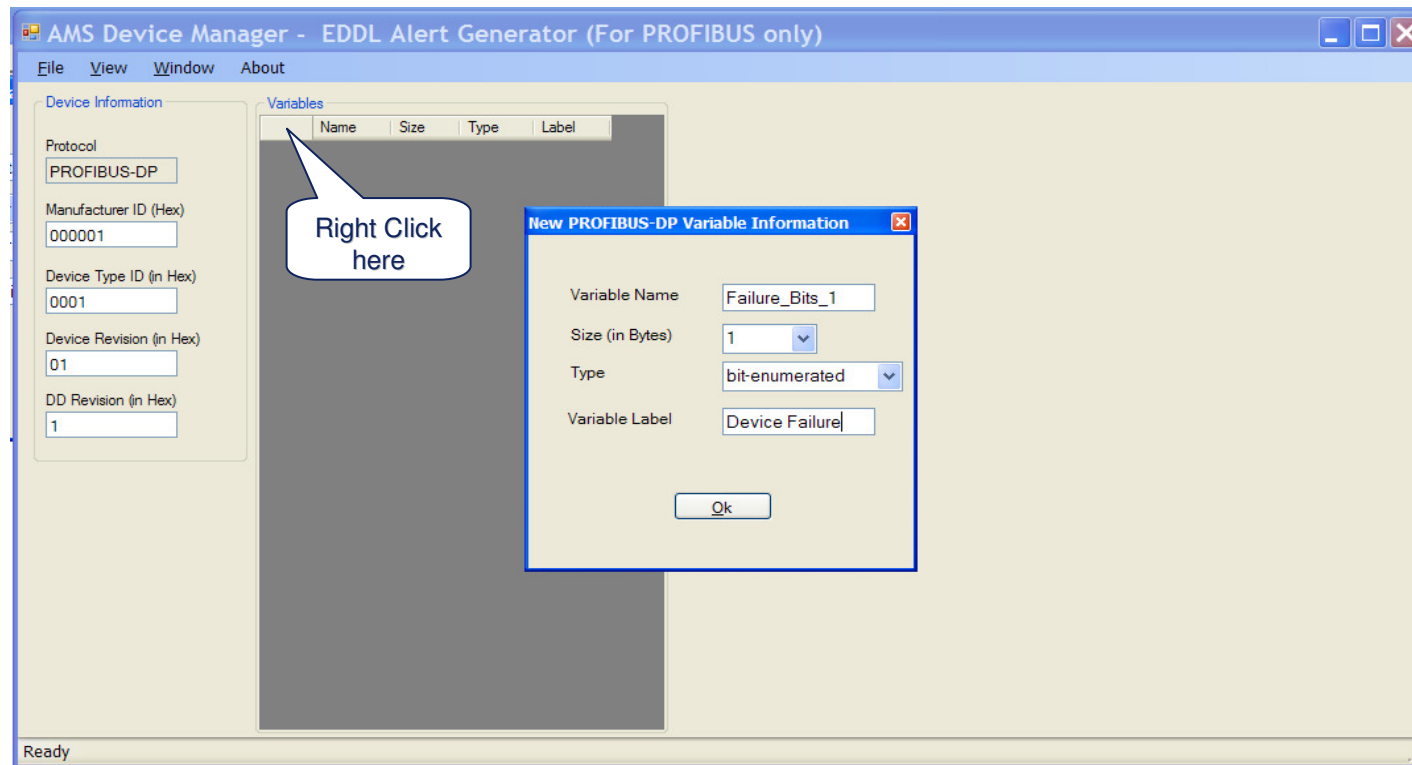 AMS Device Manager - EDDL Alert Generator (For PROFIBUS only)
File View Window About
Device Information
Protocol
PROFIBUS-DP
Manufacturer ID (Hex)
000001
Device Type ID (in Hex)
0001
Device Revision (in Hex)
01
DD Revision (in Hex)
1
Variables
Name Size Type Label
Right Click
here
New PROFIBUS-DP Variable Information
Variable Name Failure_Bits_1
Size (in Bytes) 1
Type bit-enumerated
Variable Label Device Failure
Ok
Ready